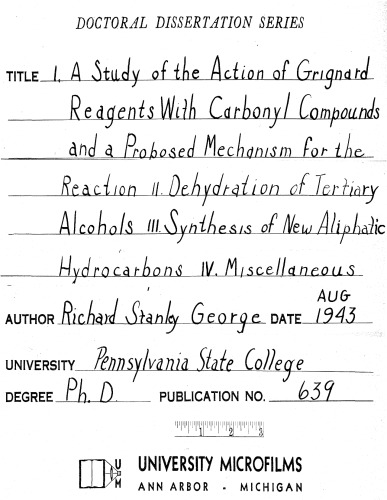 DOCTORAL DISSERTATION SERIES
TITLE I. A Study of the Action of Grignard
Reagents With Carbonyl Compounds
and a Proposed Mechanism for the
Reaction II. Dehydration of Tertiary
Alcohols III. Synthesis of New Aliphatic
Hydrocarbons IV. Miscellaneous
AUTHOR Richard Stanley George DATE AUG 1943
UNIVERSITY Pennsylvania State College
DEGREE Ph. D. PUBLICATION NO. 639
1 2 3
UM UNIVERSITY MICROFILMS
ANN ARBOR - MICHIGAN